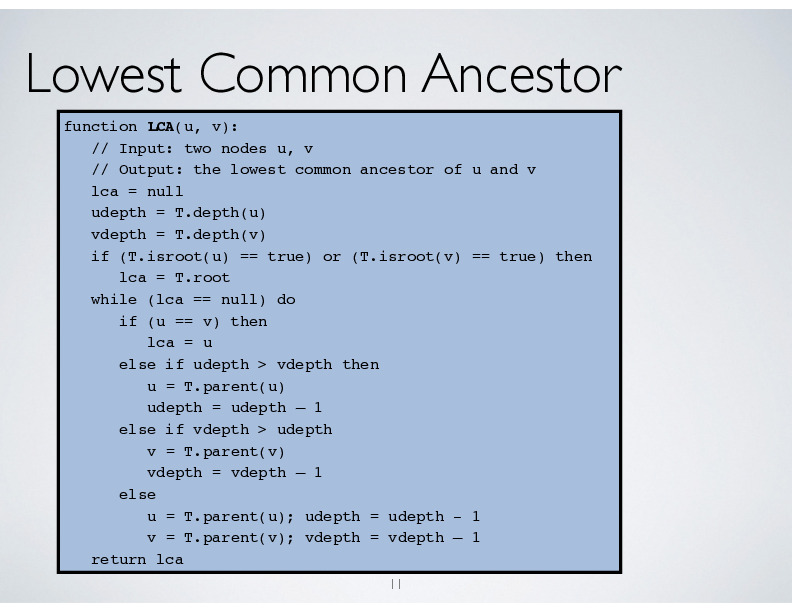 Lowest Common Ancestor
function LCA(u, v):
// Input: two nodes u, v
// Output: the lowest common ancestor of u and v
lca = null
udepth = T.depth(u)
vdepth = T.depth(v)
if (T.isroot(u) == true) or (T.isroot(v) == true) then
lca = T.root
while (lca == null) do
if (u == v) then
lca = u
else if udepth > vdepth then
u = T.parent(u)
udepth = udepth – 1
else if vdepth > udepth
v = T.parent(v)
vdepth = vdepth – 1
else
u = T.parent(u); udepth = udepth - 1
v = T.parent(v); vdepth = vdepth – 1
return lca
11